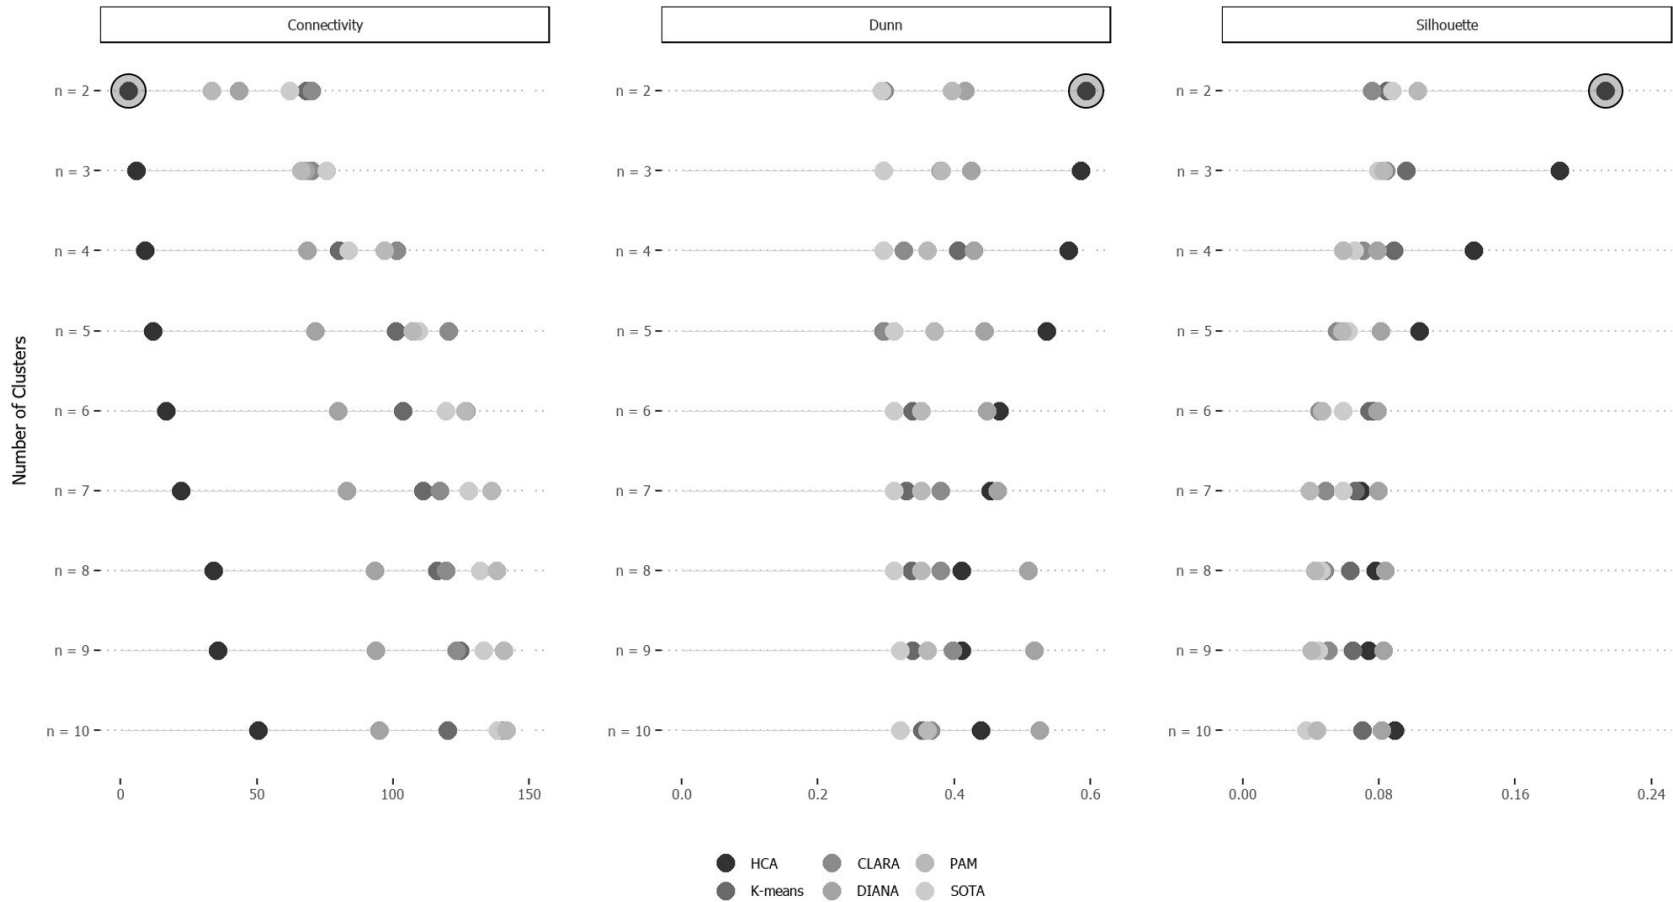 Connectivity
Dunn
Silhouette
Number of Clusters
n = 2
n = 3
n = 4
n = 5
n = 6
n = 7
n = 8
n = 9
n = 10
0 50 100 150
n = 2
n = 3
n = 4
n = 5
n = 6
n = 7
n = 8
n = 9
n = 10
0.0 0.2 0.4 0.6
n = 2
n = 3
n = 4
n = 5
n = 6
n = 7
n = 8
n = 9
n = 10
0.00 0.08 0.16 0.24
HCA CLARA PAM
K-means DIANA SOTA